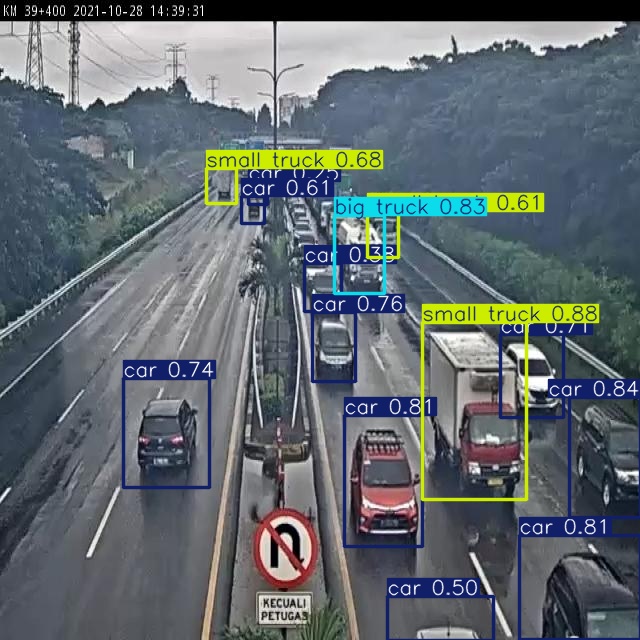 KM 39+400 2021-10-28 14:39:31
small truck 0.68
car 0.61
big truck 0.83
0.61
car 0.76
small truck 0.88
car 0.71
car 0.74
car 0.84
car 0.81
car 0.81
car 0.50
KECUALI
PETUGAS